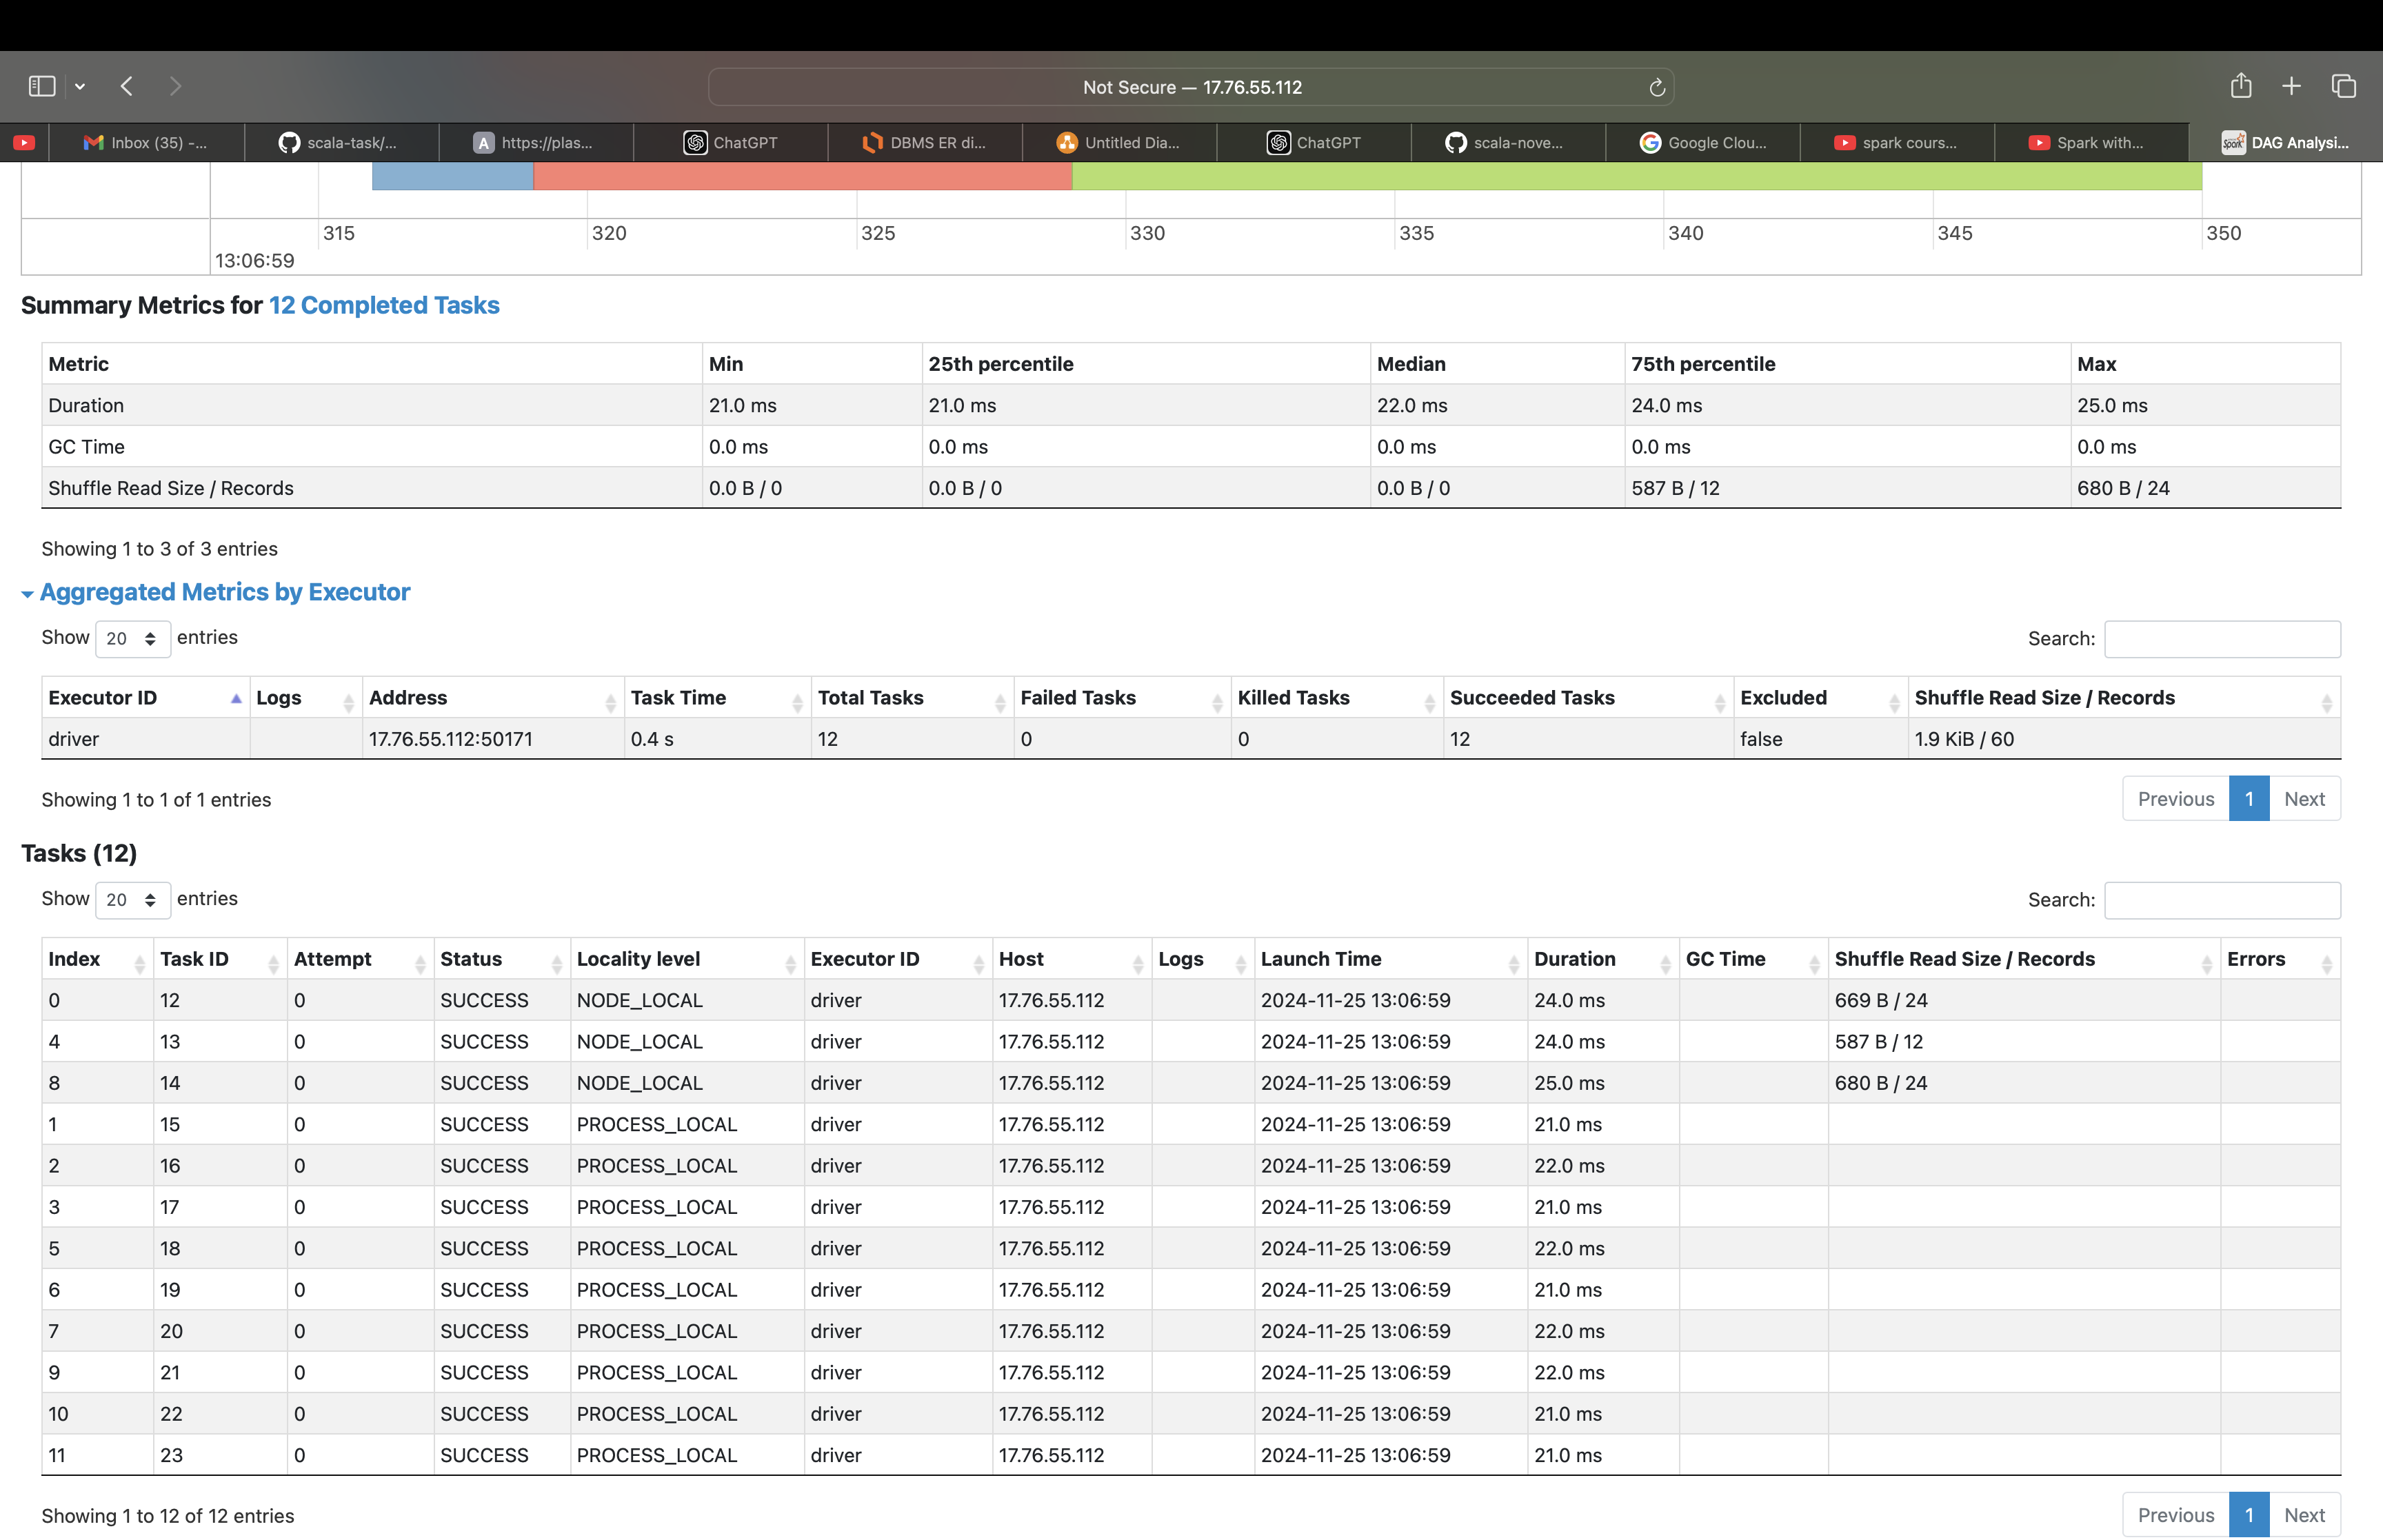 Not Secure — 17.76.55.112
Inbox (35) -... scala-task/... https://plas... ChatGPT DBMS ER di... Untitled Dia... ChatGPT scala-nove... Google Clou... spark cours... Spark with... DAG Analysi...
315 320 325 330 335 340 345 350
13:06:59
Summary Metrics for 12 Completed Tasks
Metric Min 25th percentile Median 75th percentile Max
Duration 21.0 ms 21.0 ms 22.0 ms 24.0 ms 25.0 ms
GC Time 0.0 ms 0.0 ms 0.0 ms 0.0 ms 0.0 ms
Shuffle Read Size / Records 0.0 B / 0 0.0 B / 0 0.0 B / 0 587 B / 12 680 B / 24
Showing 1 to 3 of 3 entries
Aggregated Metrics by Executor
Show 20 entries Search:
Executor ID Logs Address Task Time Total Tasks Failed Tasks Killed Tasks Succeeded Tasks Excluded Shuffle Read Size / Records
driver 17.76.55.112:50171 0.4 s 12 0 0 12 false 1.9 KiB / 60
Showing 1 to 1 of 1 entries Previous 1 Next
Tasks (12)
Show 20 entries Search:
Index Task ID Attempt Status Locality level Executor ID Host Logs Launch Time Duration GC Time Shuffle Read Size / Records Errors
0 12 0 SUCCESS NODE_LOCAL driver 17.76.55.112 2024-11-25 13:06:59 24.0 ms 669 B / 24
4 13 0 SUCCESS NODE_LOCAL driver 17.76.55.112 2024-11-25 13:06:59 24.0 ms 587 B / 12
8 14 0 SUCCESS NODE_LOCAL driver 17.76.55.112 2024-11-25 13:06:59 25.0 ms 680 B / 24
1 15 0 SUCCESS PROCESS_LOCAL driver 17.76.55.112 2024-11-25 13:06:59 21.0 ms
2 16 0 SUCCESS PROCESS_LOCAL driver 17.76.55.112 2024-11-25 13:06:59 22.0 ms
3 17 0 SUCCESS PROCESS_LOCAL driver 17.76.55.112 2024-11-25 13:06:59 21.0 ms
5 18 0 SUCCESS PROCESS_LOCAL driver 17.76.55.112 2024-11-25 13:06:59 22.0 ms
6 19 0 SUCCESS PROCESS_LOCAL driver 17.76.55.112 2024-11-25 13:06:59 21.0 ms
7 20 0 SUCCESS PROCESS_LOCAL driver 17.76.55.112 2024-11-25 13:06:59 22.0 ms
9 21 0 SUCCESS PROCESS_LOCAL driver 17.76.55.112 2024-11-25 13:06:59 22.0 ms
10 22 0 SUCCESS PROCESS_LOCAL driver 17.76.55.112 2024-11-25 13:06:59 21.0 ms
11 23 0 SUCCESS PROCESS_LOCAL driver 17.76.55.112 2024-11-25 13:06:59 21.0 ms
Showing 1 to 12 of 12 entries Previous 1 Next